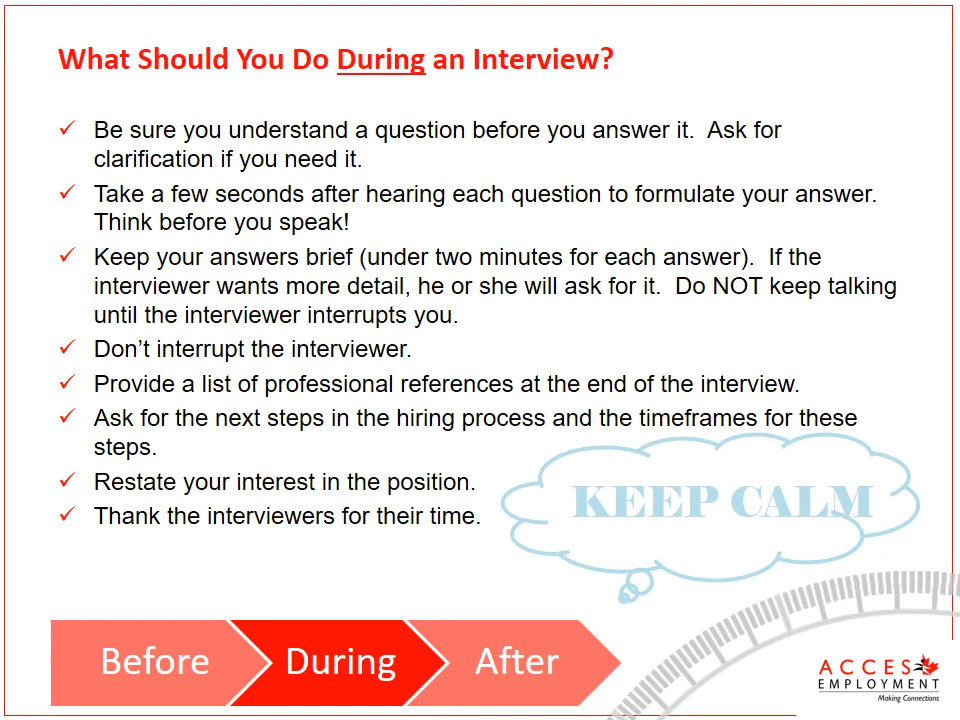 What Should You Do During an Interview?
Be sure you understand a question before you answer it.  Ask for
clarification if you need it.
Take a few seconds after hearing each question to formulate your answer.
Think before you speak!
Keep your answers brief (under two minutes for each answer).  If the
interviewer wants more detail, he or she will ask for it.  Do NOT keep talking
until the interviewer interrupts you.
Don’t interrupt the interviewer.
Provide a list of professional references at the end of the interview.
Ask for the next steps in the hiring process and the timeframes for these
steps.
Restate your interest in the position.
Thank the interviewers for their time.
KEEP CALM
Before
During
After
ACCES
EMPLOYMENT
Making Connections